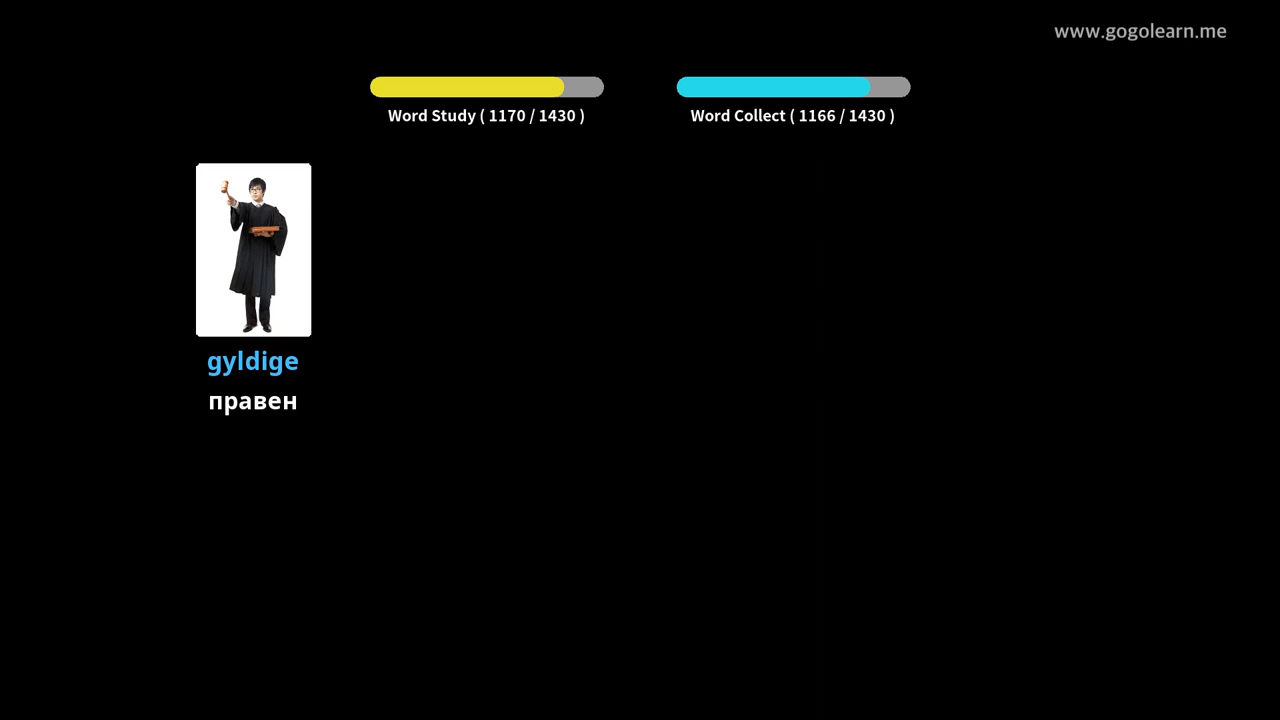 www.gogolearn.me
Word Study ( 1170 / 1430 )
Word Collect ( 1166 / 1430 )
gyldige
правен